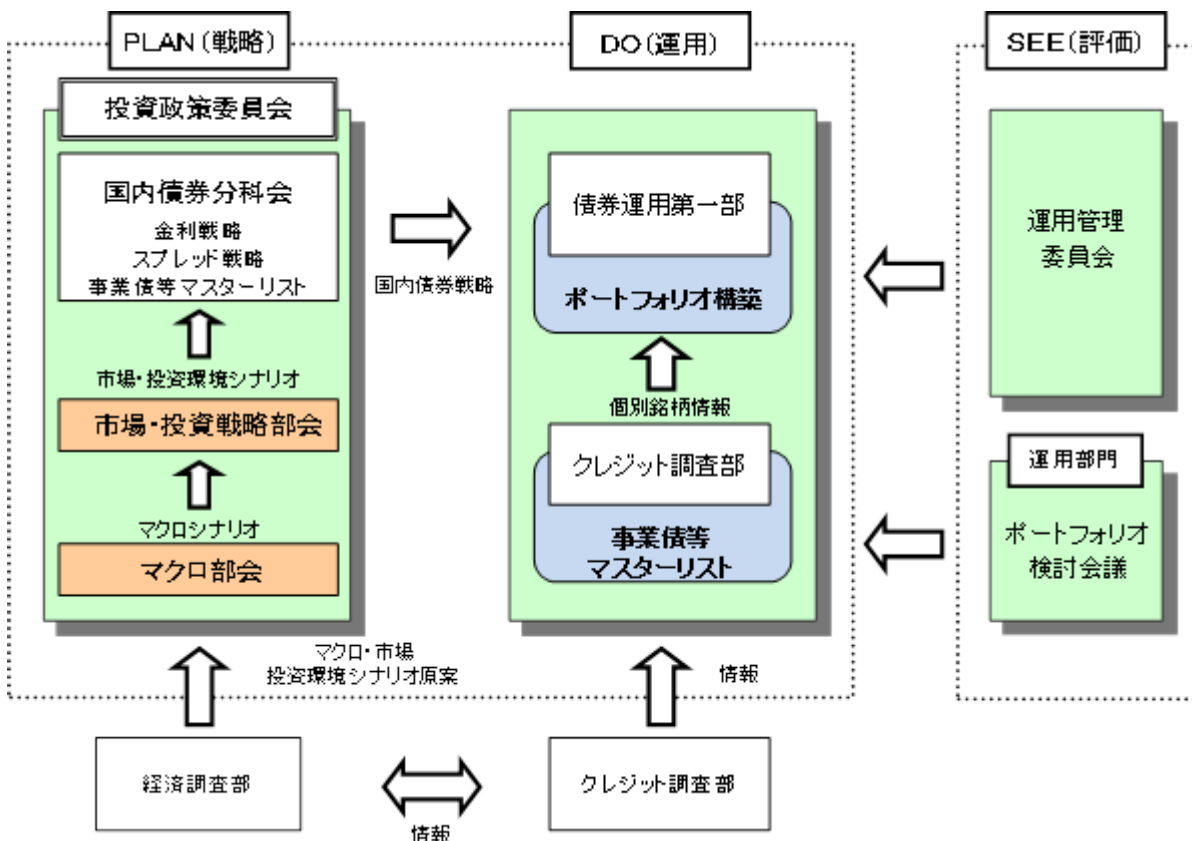 PLAN(戦略)
投資政策委員会
国内債券分科会
金利戦略
スプレッド戦略
事業債等マスターリスト
市場・投資環境シナリオ
市場・投資戦略部会
マクロシナリオ
マクロ部会
国内債券戦略
DO(運用)
債券運用第一部
ポートフォリオ構築
個別銘柄情報
クレジット調査部
事業債等
マスターリスト
SEE(評価)
運用管理
委員会
運用部門
ポートフォリオ
検討会議
マクロ・市場
投資環境シナリオ原案
情報
経済調査部
情報
クレジット調査部